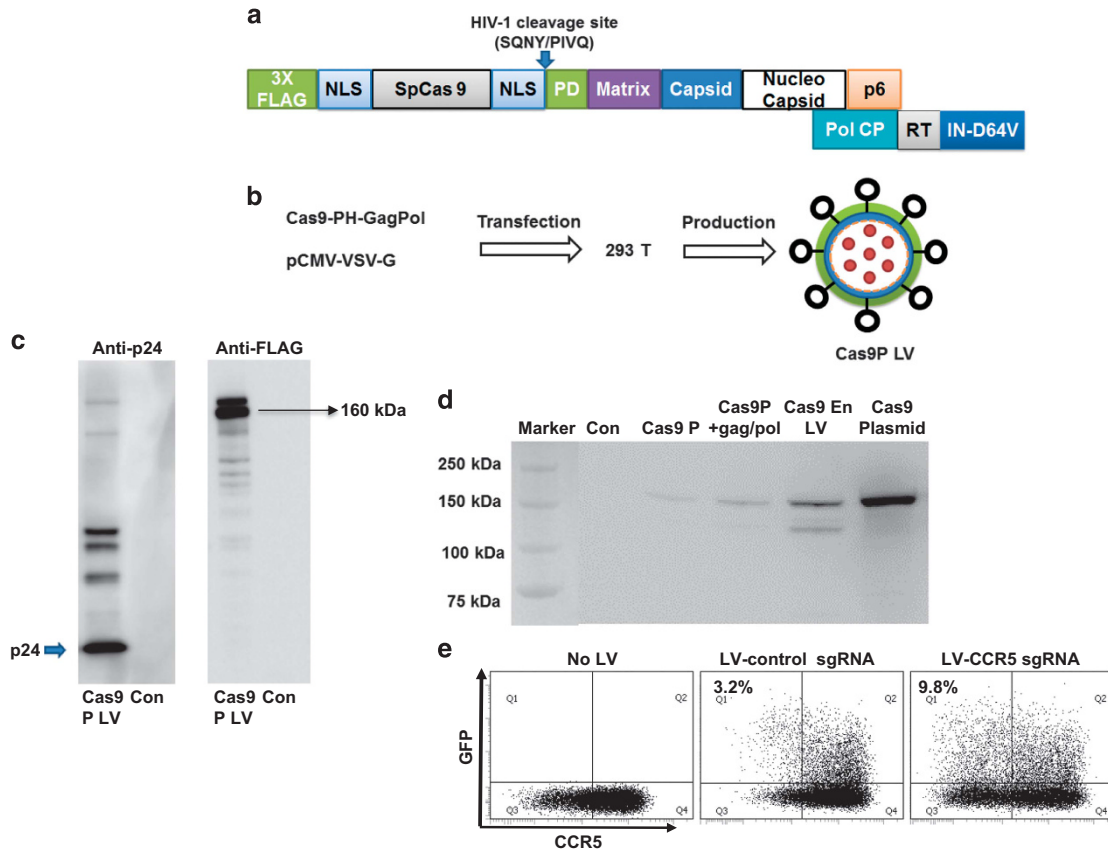 a
HIV-1 cleavage site
(SQNY/PIVQ)
3X
FLAG
NLS
SpCas 9
NLS
PD
Matrix
Capsid
Nucleo
Capsid
p6
Pol CP
RT
IN-D64V
b
Cas9-PH-GagPol
pCMV-VSV-G
Transfection
293 T
Production
Cas9P LV
c
Anti-p24
Anti-FLAG
160 kDa
p24
Cas9 Con
P LV
Cas9 Con
P LV
d
Marker
Con
Cas9 P
Cas9P
+gag/pol
Cas9 En
LV
Cas9
Plasmid
250 kDa
150 kDa
100 kDa
75 kDa
e
No LV
LV-control sgRNA
LV-CCR5 sgRNA
Q1
Q2
Q3
Q4
3.2%
Q1
Q2
Q3
Q4
9.8%
Q1
Q2
Q3
Q4
GFP
CCR5